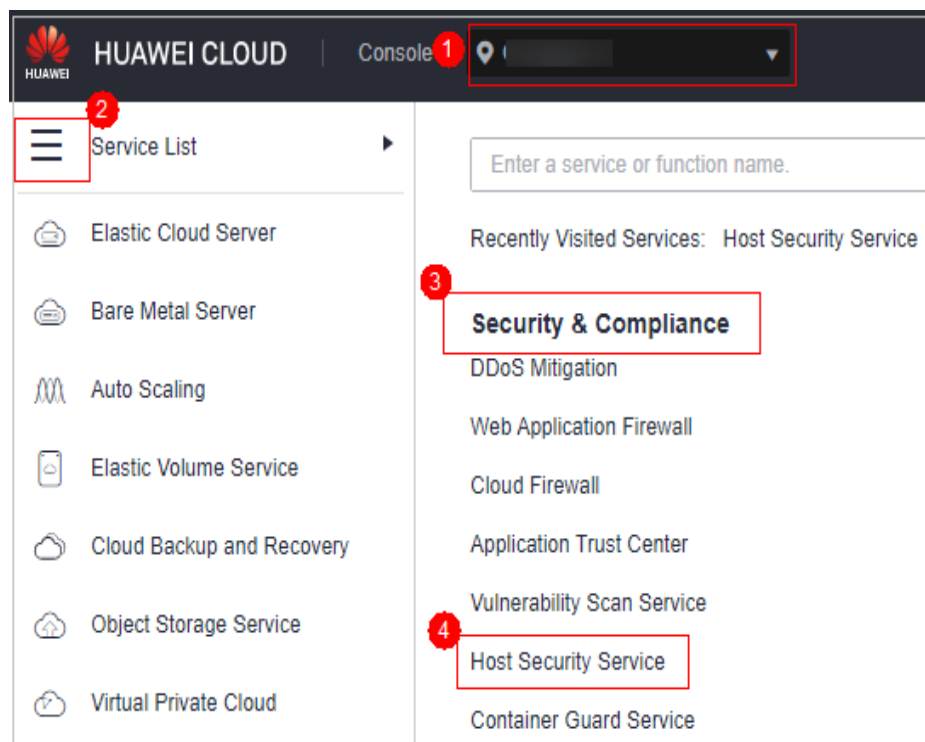 HUAWEI
HUAWEI CLOUD
Console
1
2
Service List
Enter a service or function name.
Elastic Cloud Server
Recently Visited Services: Host Security Service
3
Bare Metal Server
Security & Compliance
DDoS Mitigation
Auto Scaling
Web Application Firewall
Elastic Volume Service
Cloud Firewall
Cloud Backup and Recovery
Application Trust Center
Vulnerability Scan Service
Object Storage Service
4
Host Security Service
Virtual Private Cloud
Container Guard Service